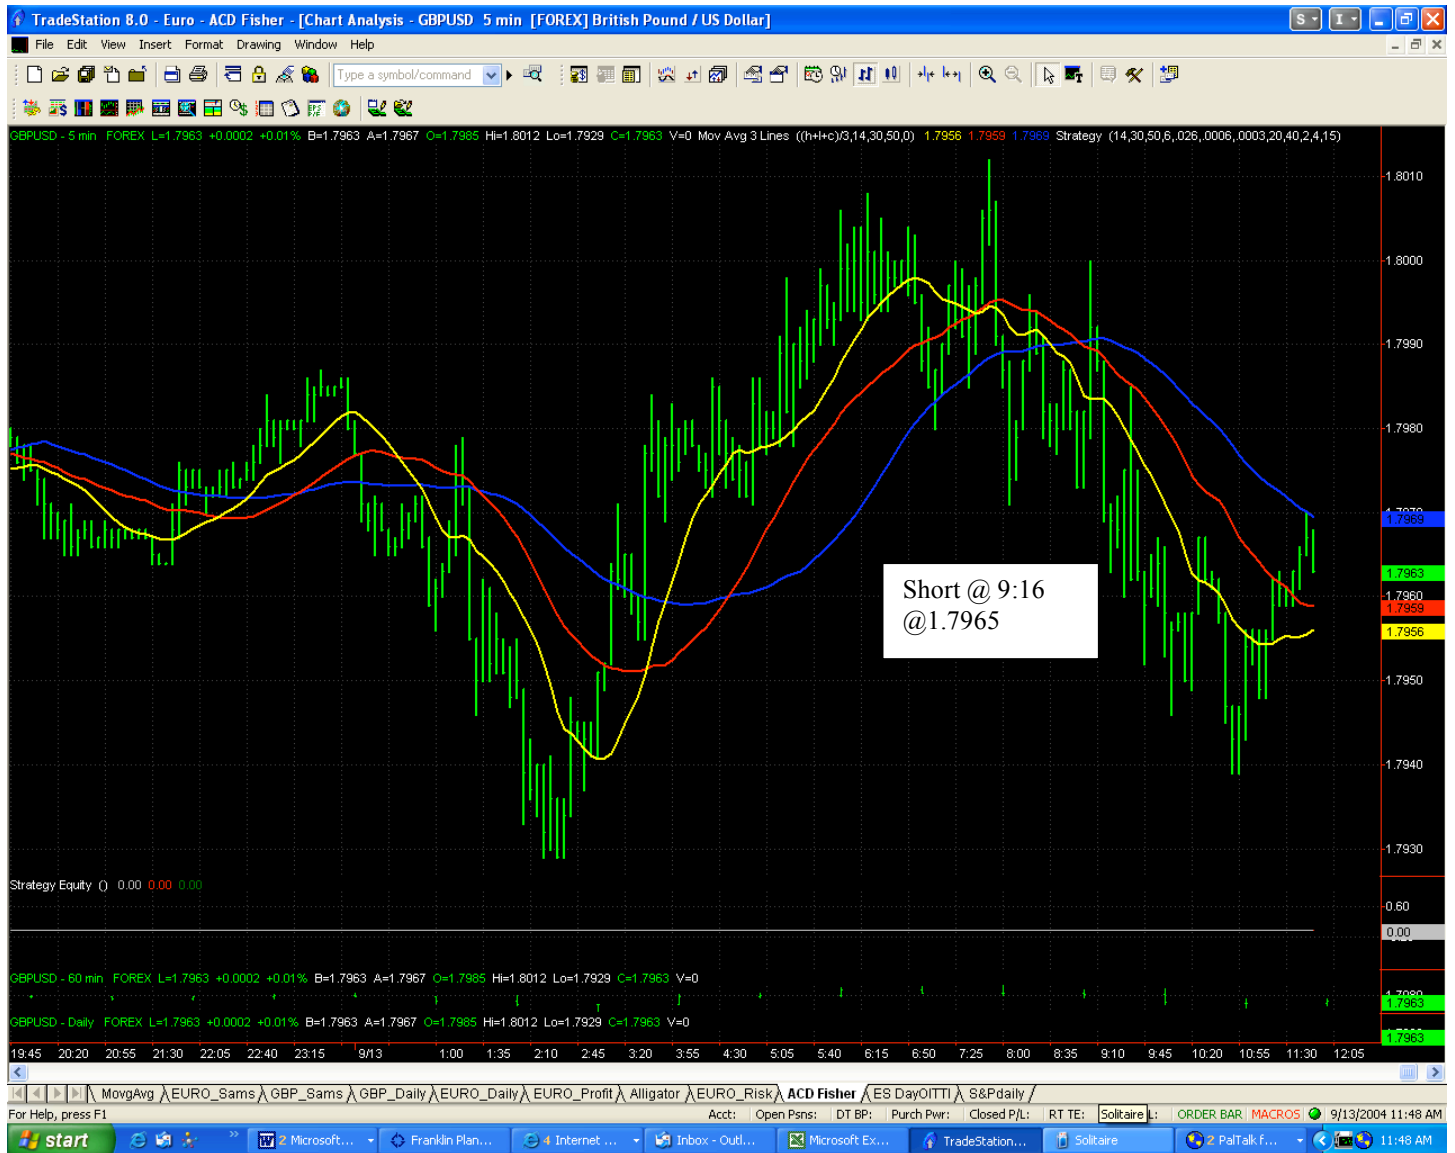 TradeStation 8.0 - Euro - ACD Fisher - [Chart Analysis - GBPUSD 5 min [FOREX] British Pound / US Dollar]
S I
File Edit View Insert Format Drawing Window Help
Type a symbol/command
GBPUSD - 5 min FOREX L=1.7963 +0.0002 +0.01% B=1.7963 A=1.7967 O=1.7985 Hi=1.8012 Lo=1.7929 C=1.7963 V=0 Mov Avg 3 Lines ((h+l+c)/3,14,30,50,0) 1.7956 1.7959 1.7969 Strategy (14,30,50,6,.026,.0006,.0003,20,40,2,4,15)
1.8010
1.8000
1.7990
1.7980
1.7969
1.7963
1.7960
1.7959
1.7956
1.7950
1.7940
1.7930
Short @ 9:16
@1.7965
Strategy Equity () 0.00 0.00 0.00
0.60
0.00
GBPUSD - 60 min FOREX L=1.7963 +0.0002 +0.01% B=1.7963 A=1.7967 O=1.7985 Hi=1.8012 Lo=1.7929 C=1.7963 V=0
1.7963
GBPUSD - Daily FOREX L=1.7963 +0.0002 +0.01% B=1.7963 A=1.7967 O=1.7985 Hi=1.8012 Lo=1.7929 C=1.7963 V=0
1.7963
19:45 20:20 20:55 21:30 22:05 22:40 23:15 9/13 1:00 1:35 2:10 2:45 3:20 3:55 4:30 5:05 5:40 6:15 6:50 7:25 8:00 8:35 9:10 9:45 10:20 10:55 11:30 12:05
MovgAvg EURO_Sams GBP_Sams GBP_Daily EURO_Daily EURO_Profit Alligator EURO_Risk ACD Fisher ES DayOITTI S&Pdaily
For Help, press F1 Acct: Open Psns: DT BP: Purch Pwr: Closed P/L: RT TE: Solitaire L: ORDER BAR MACROS 9/13/2004 11:48 AM
start 2 Microsoft... Franklin Plan... 4 Internet ... Inbox - Outl... Microsoft Ex... TradeStation... Solitaire 2 PalTalk f... 11:48 AM